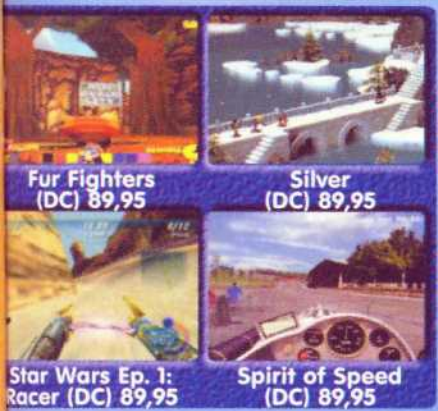 Fur Fighters
(DC) 89,95
Silver
(DC) 89,95
Star Wars Ep. 1:
Racer (DC) 89,95
Spirit of Speed
(DC) 89,95